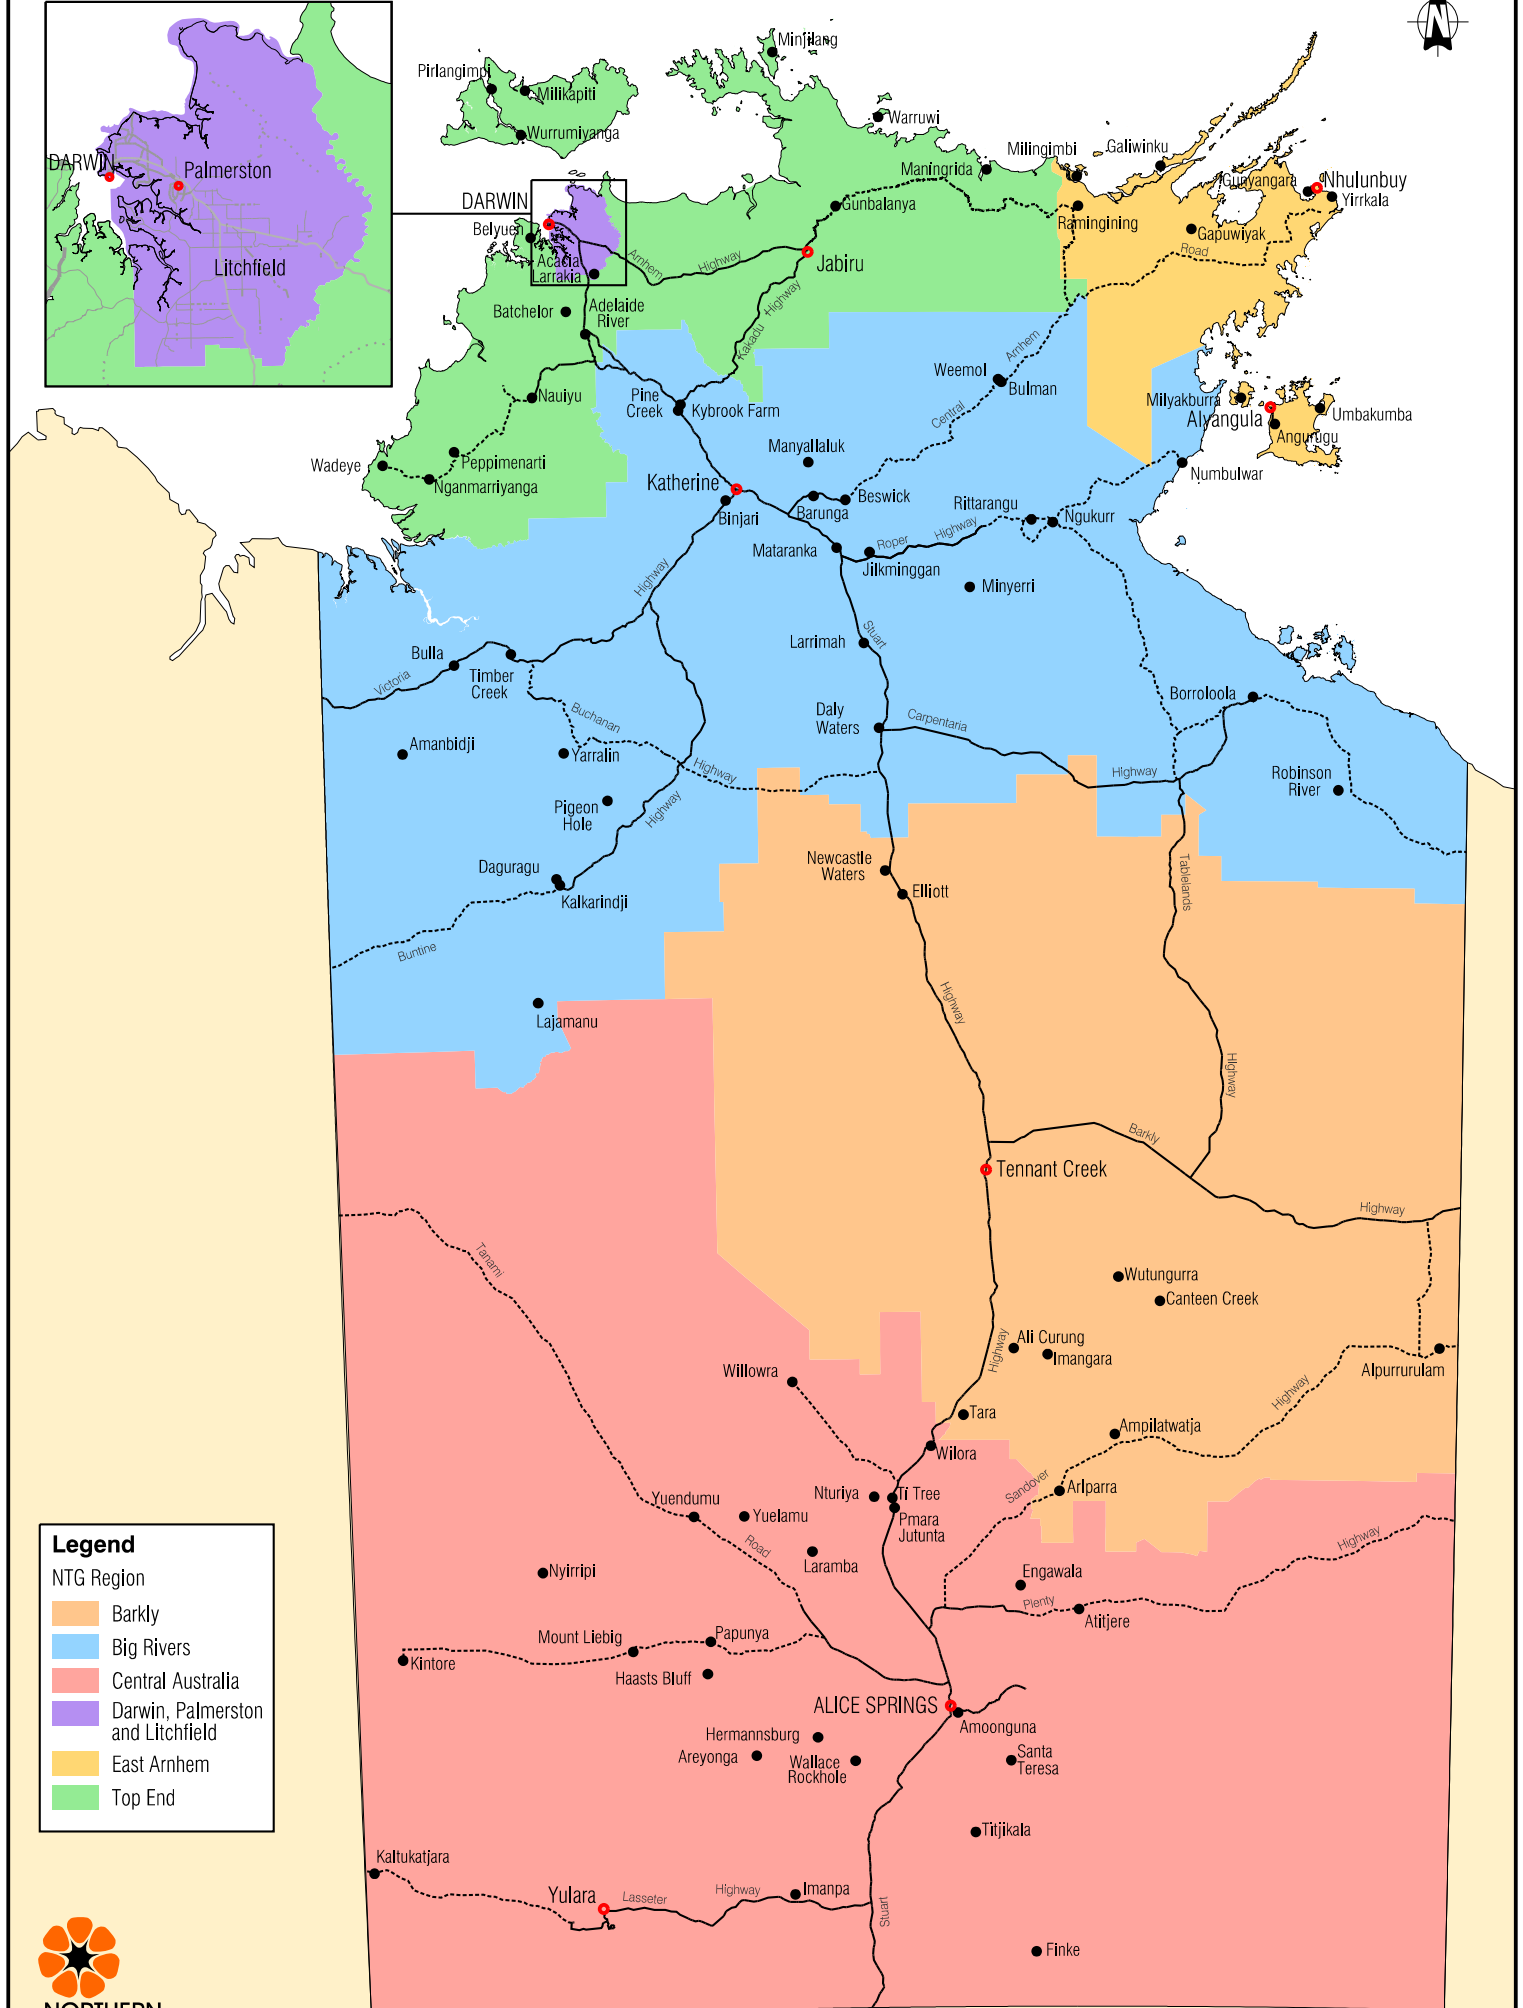 N
Minjilang
Pirlangimpi
Milikapiti
Wurrumiyanga
Warruwi
Milingimbi
Galiwinku
Maningrida
DARWIN
Palmerston
Litchfield
DARWIN
Belyuen
Acacia
Larrakia
Gunbalanya
Gunyangara
Nhulunbuy
Yirrkala
Ramingining
Gapuwiyak
Road
Arnhem
Highway
Jabiru
Kakadu Highway
Batchelor
Adelaide
River
Arnhem
Central
Weemol
Bulman
Nauiyu
Pine
Creek
Kybrook Farm
Milyakburra
Alyangula
Umbakumba
Angurugu
Manyallaluk
Wadeye
Peppimenarti
Nganmarriyanga
Numbulwar
Katherine
Binjari
Barunga
Beswick
Rittarangu
Ngukurr
Mataranka
Roper
Highway
Jilkminggan
Minyerri
Highway
Larrimah
Stuart
Bulla
Timber
Creek
Victoria
Borroloola
Daly
Waters
Carpentaria
Highway
Buchanan
Highway
Amanbidji
Yarralin
Pigeon
Hole
Highway
Robinson
River
Newcastle
Waters
Elliott
Tablelands
Daguragu
Kalkarindji
Buntine
Lajamanu
Highway
Highway
Barkly
Tennant Creek
Highway
Tanami
Wutungurra
Canteen Creek
Ali Curung
Imangara
Highway
Alpurrurulam
Willowra
Highway
Tara
Ampilatwatja
Wilora
Sandover
Arlparra
Nturiya
Ti Tree
Pmara
Jutunta
Yuendumu
Yuelamu
Road
Laramba
Highway
Nyirripi
Engawala
Plenty
Atitjere
Mount Liebig
Papunya
Kintore
Haasts Bluff
ALICE SPRINGS
Amoonguna
Hermannsburg
Areyonga
Wallace
Rockhole
Santa
Teresa
Titjikala
Kaltukatjara
Yulara
Lasseter
Highway
Imanpa
Stuart
Finke
Legend
NTG Region
Barkly
Big Rivers
Central Australia
Darwin, Palmerston
and Litchfield
East Arnhem
Top End
NORTHERN